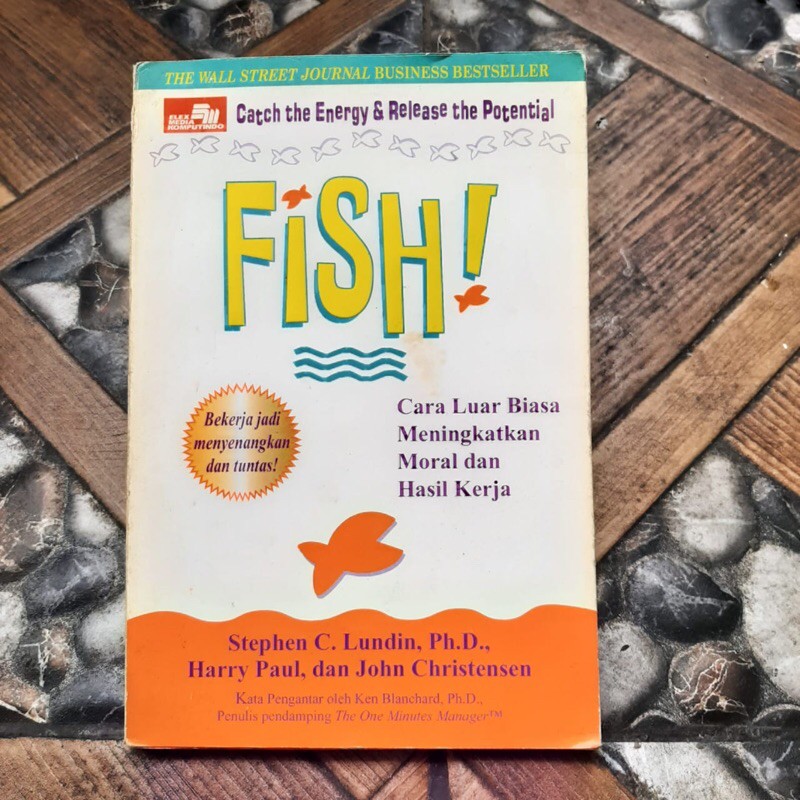 THE WALL STREET JOURNAL BUSINESS BESTSELLER
ELEX
MEDIA
KOMPUTINDO
Catch the Energy & Release the Potential
FiSH!
Bekerja jadi
menyenangkan
dan tuntas!
Cara Luar Biasa
Meningkatkan
Moral dan
Hasil Kerja
Stephen C. Lundin, Ph.D.,
Harry Paul, dan John Christensen
Kata Pengantar oleh Ken Blanchard, Ph.D.,
Penulis pendamping The One Minutes Manager™